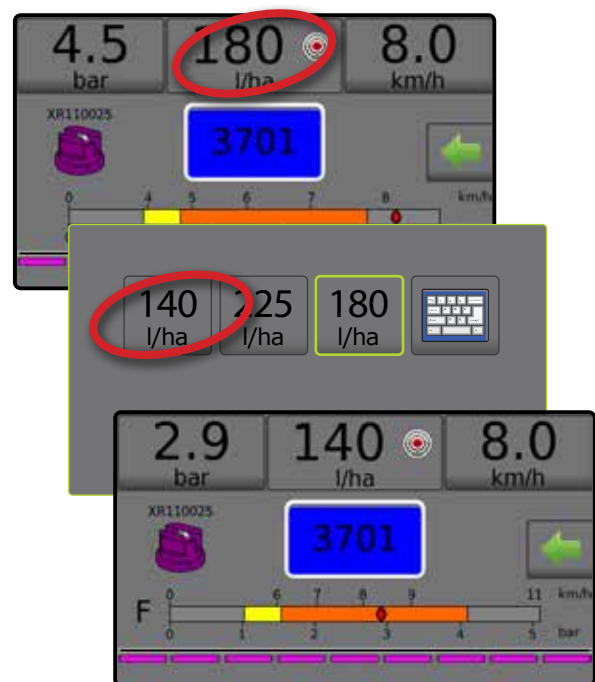 4.5 180 8.0
bar l/ha km/h
XR110025
3701
0 4 5 6 7 8 km/h
140 225 180
l/ha l/ha l/ha
2.9 140 8.0
bar l/ha km/h
XR110025
3701
0 6 7 8 9 11 km/h
F
0 1 2 3 4 5 bar